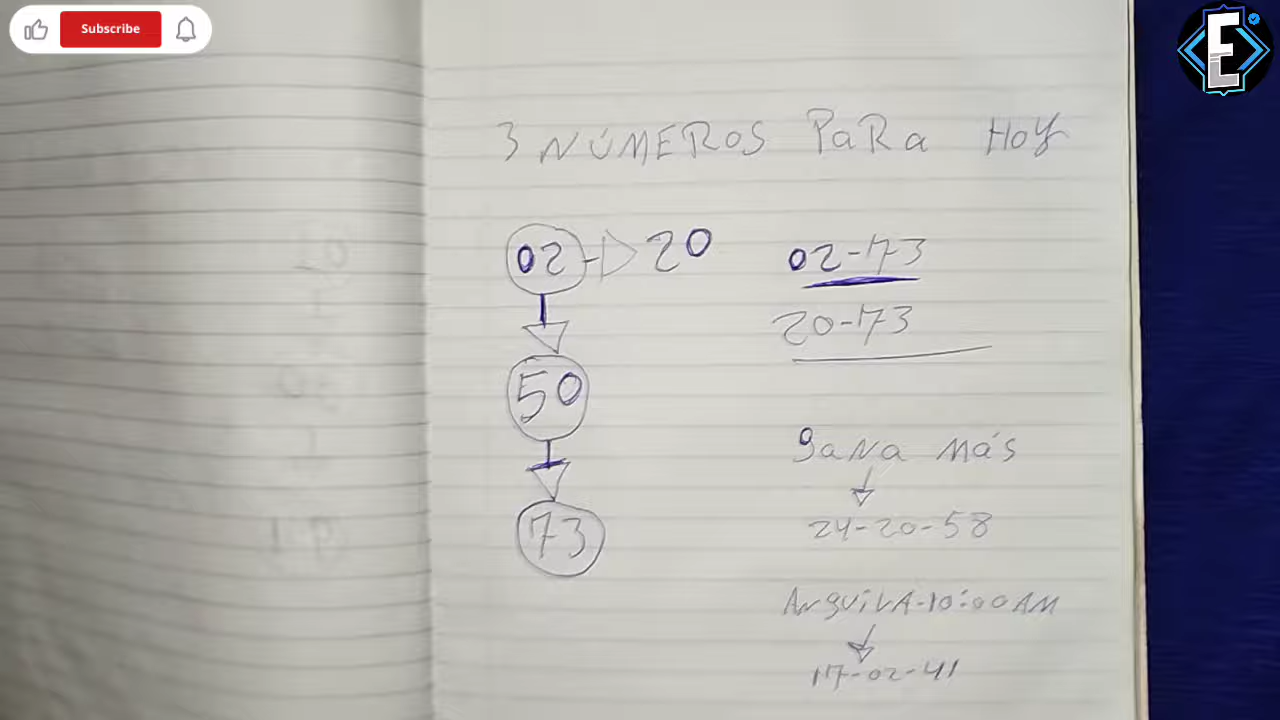 Subscribe
EL
3 NÚMEROS PaRa HOY
02 20
50
73
02-73
20-73
gaNa Más
24-20-58
ANguiLA-10:00AM
17-02-41